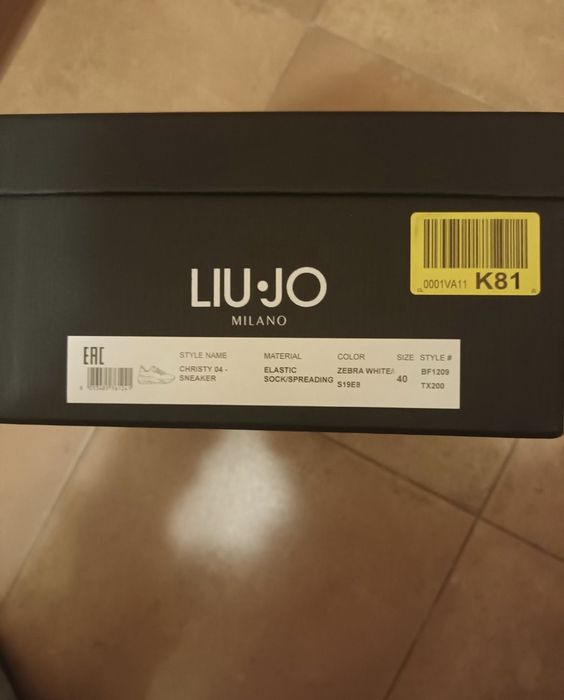 LIU•JO
MILANO
0001VA11 K81
EAC
STYLE NAME MATERIAL COLOR SIZE STYLE #
CHRISTY 04 - SNEAKER
ELASTIC SOCK/SPREADING
ZEBRA WHITE/
S19E8
40
BF1209
TX200